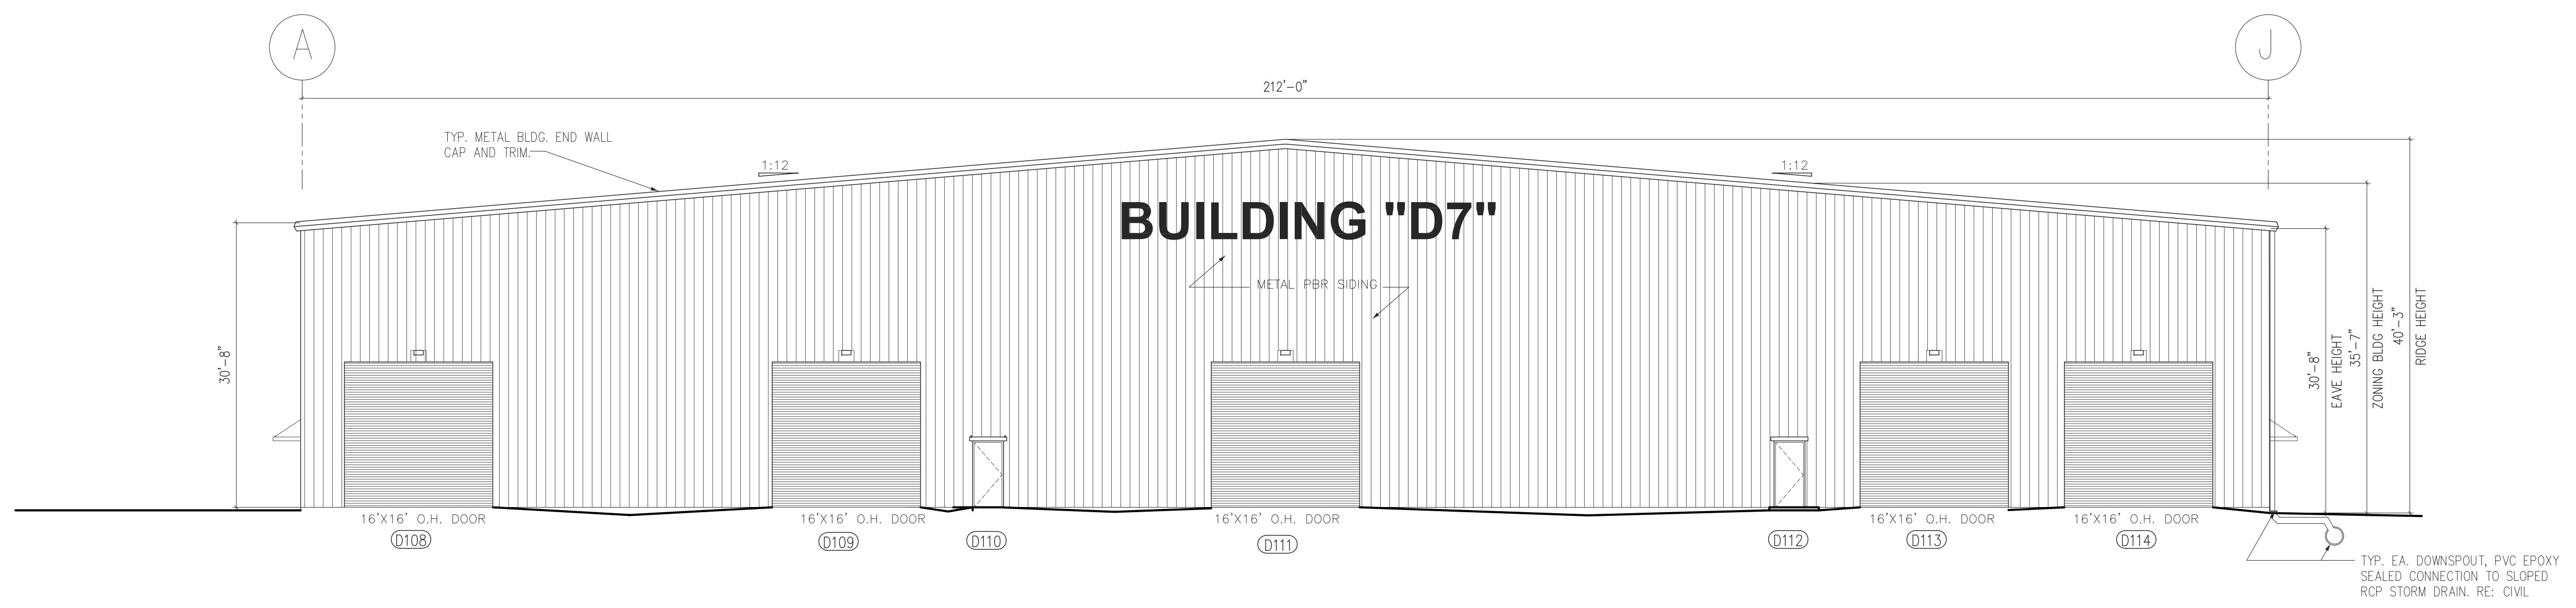 A
J
212'-0"
TYP. METAL BLDG. END WALL
CAP AND TRIM.
1:12
1:12
BUILDING "D7"
METAL PBR SIDING
30'-8"
30'-8"
EAVE HEIGHT
35'-7"
ZONING BLDG HEIGHT
40'-3"
RIDGE HEIGHT
16'X16' O.H. DOOR
16'X16' O.H. DOOR
16'X16' O.H. DOOR
16'X16' O.H. DOOR
16'X16' O.H. DOOR
D108
D109
D110
D111
D112
D113
D114
TYP. EA. DOWNSPOUT, PVC EPOXY
SEALED CONNECTION TO SLOPED
RCP STORM DRAIN. RE: CIVIL